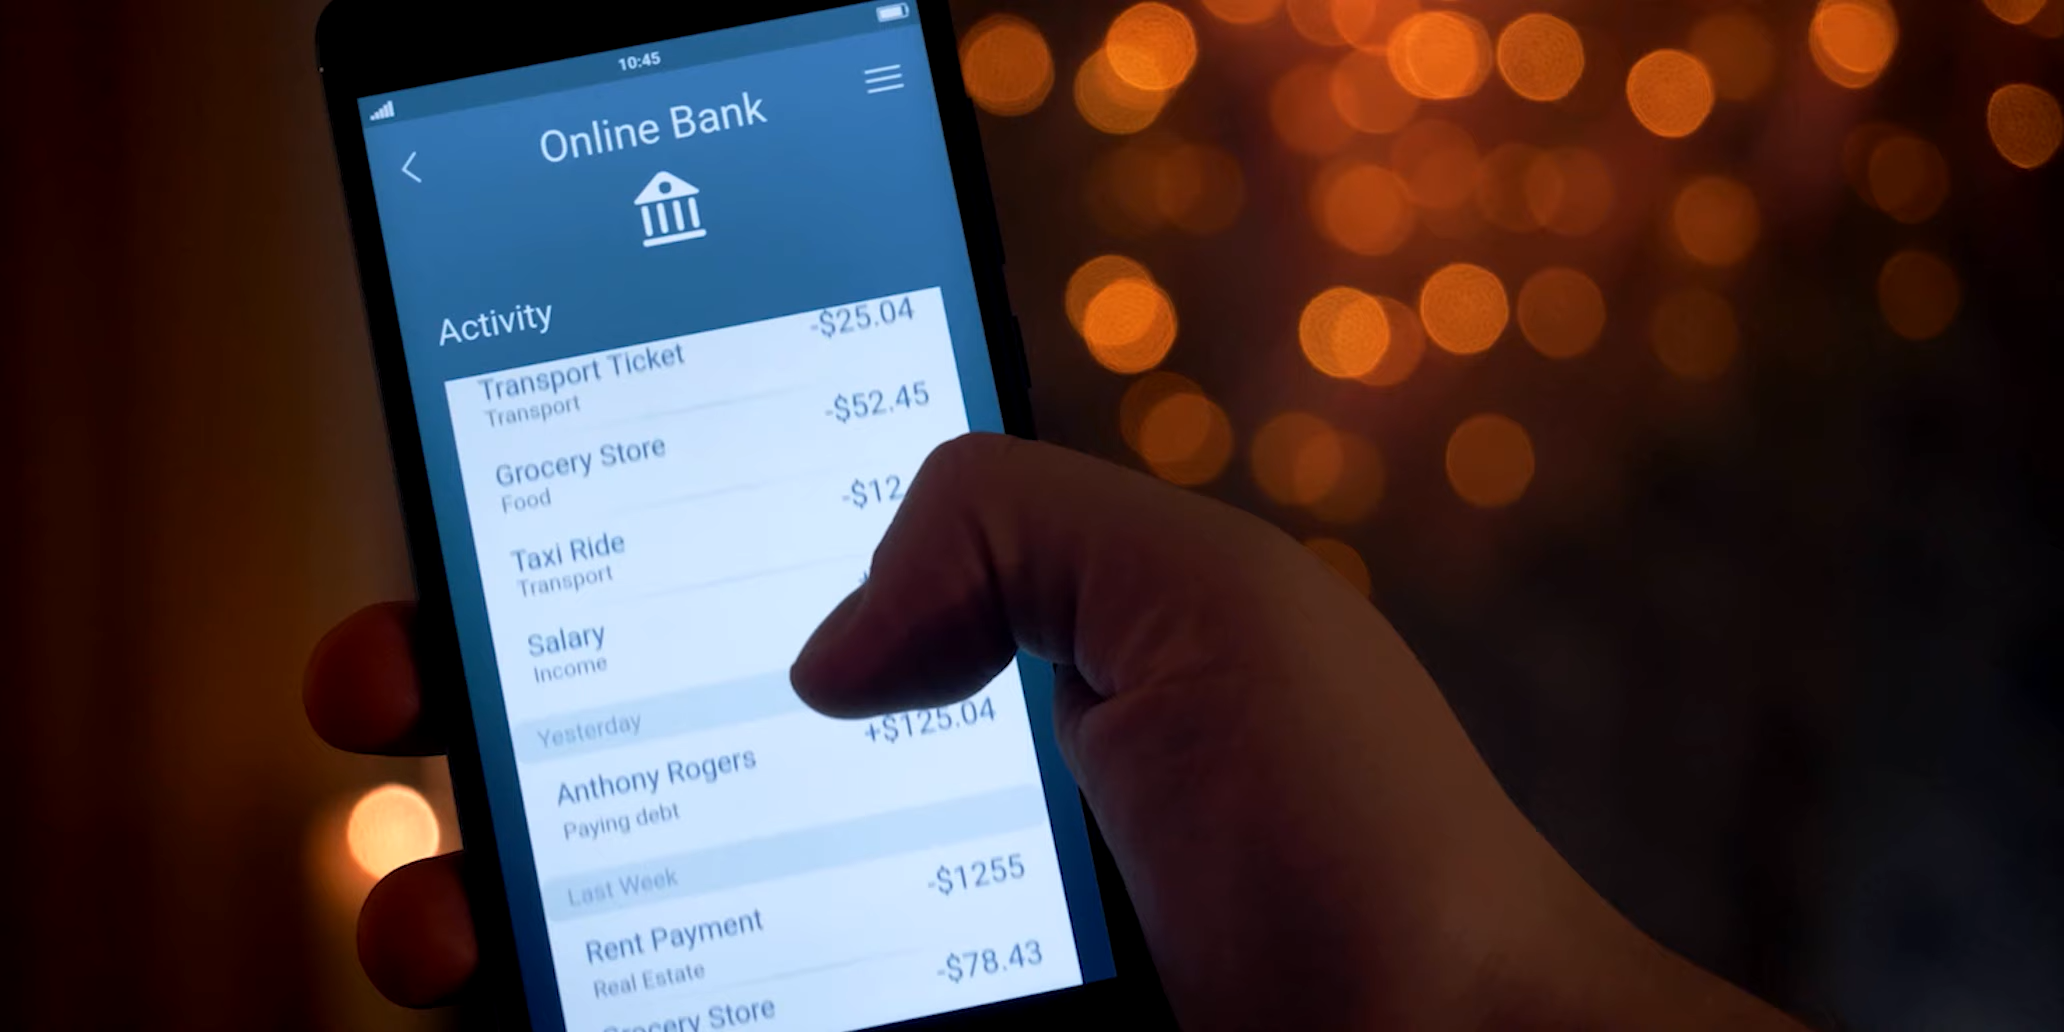 10:45
Online Bank
Activity
-$25.04
Transport Ticket
Transport
-$52.45
Grocery Store
Food
-$12
Taxi Ride
Transport
Salary
Income
Yesterday
+$125.04
Anthony Rogers
Paying debt
Last Week
-$1255
Rent Payment
Real Estate
-$78.43
Grocery Store